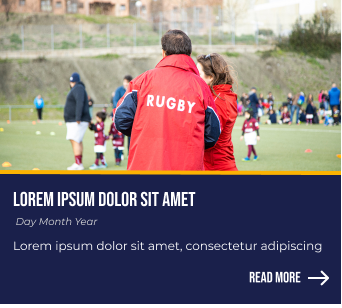 RUGBY
LOREM IPSUM DOLOR SIT AMET
Day Month Year
Lorem ipsum dolor sit amet, consectetur adipiscing
READ MORE